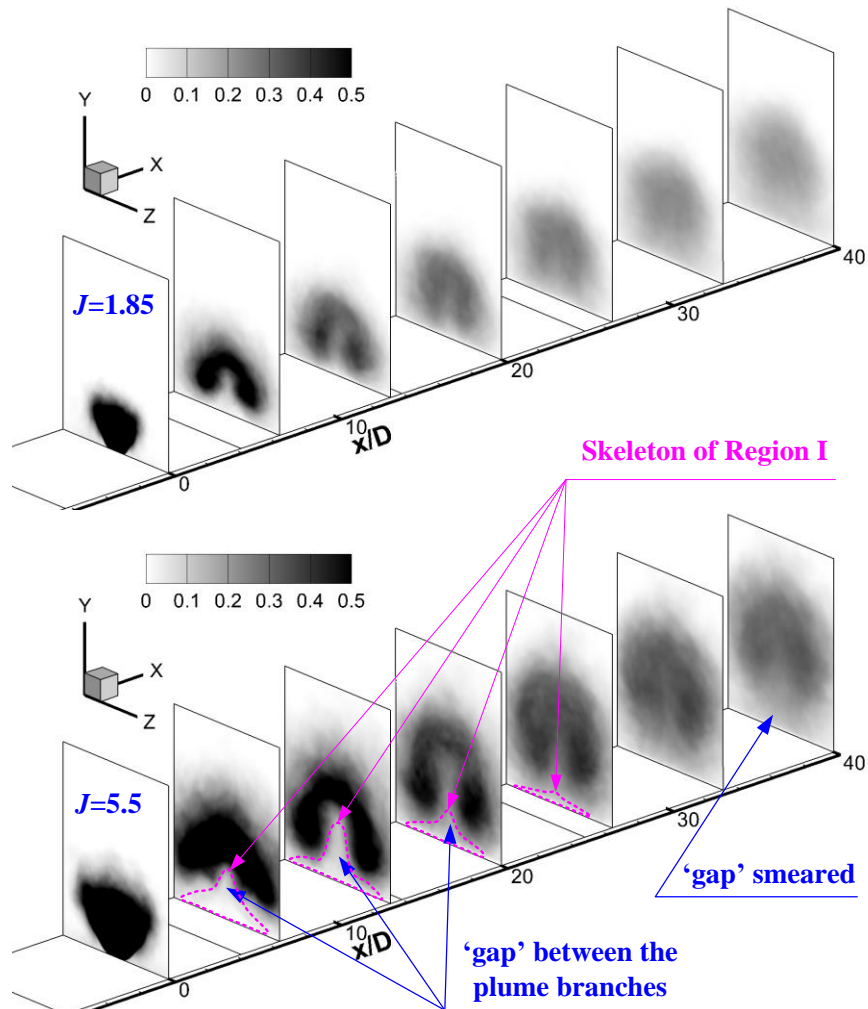 0 0.1 0.2 0.3 0.4 0.5
Y
X
Z
J=1.85
0
10
20
30
40
x/D
Skeleton of Region I
0 0.1 0.2 0.3 0.4 0.5
Y
X
Z
J=5.5
0
10
20
30
40
x/D
‘gap’ smeared
‘gap’ between the
plume branches